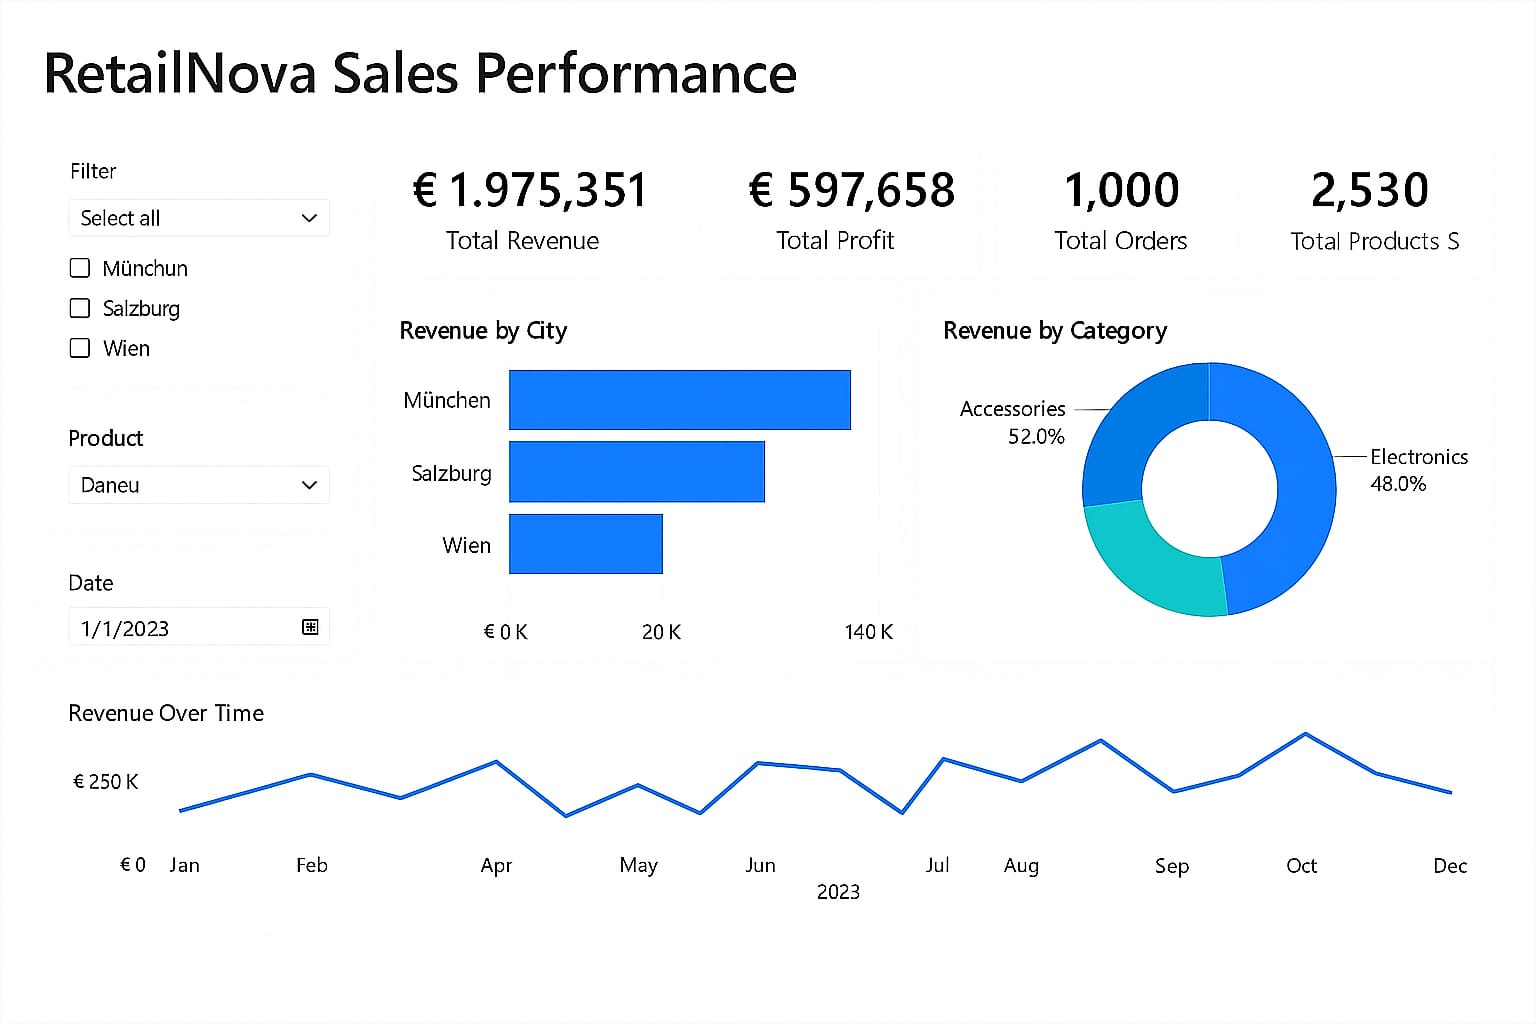 RetailNova Sales Performance
Filter
Select all
Münchun
Salzburg
Wien
Product
Daneu
Date
1/1/2023
€ 1.975,351
Total Revenue
€ 597,658
Total Profit
1,000
Total Orders
2,530
Total Products S
Revenue by City
München
Salzburg
Wien
€ 0 K
20 K
140 K
Revenue by Category
Accessories
52.0%
Electronics
48.0%
Revenue Over Time
€ 250 K
€ 0
Jan
Feb
Apr
May
Jun
Jul
Aug
Sep
Oct
Dec
2023